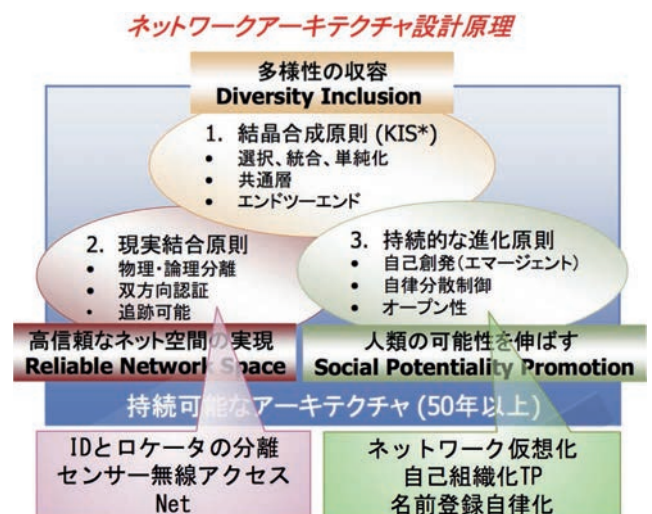 ネットワークアーキテクチャ設計原理
多様性の収容
Diversity Inclusion
1. 結晶合成原則 (KIS*)
• 選択、統合、単純化
• 共通層
• エンドツーエンド
2. 現実結合原則
• 物理・論理分離
• 双方向認証
• 追跡可能
3. 持続的な進化原則
• 自己創発(エマージェント)
• 自律分散制御
• オープン性
高信頼なネット空間の実現
Reliable Network Space
人類の可能性を伸ばす
Social Potentiality Promotion
持続可能なアーキテクチャ (50年以上)
IDとロケータの分離
センサー無線アクセス
Net
ネットワーク仮想化
自己組織化TP
名前登録自律化